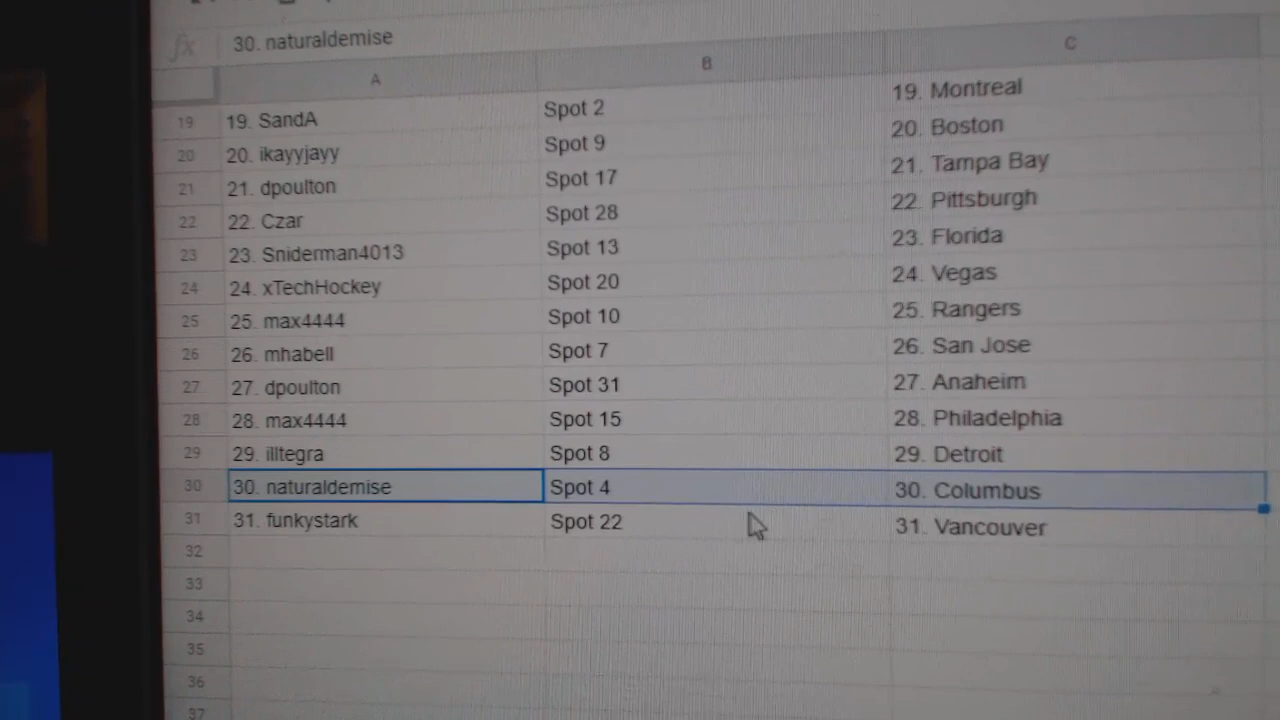 fx 30. naturaldemise
A B C
19 19. SandA Spot 2 19. Montreal
20 20. ikayyjayy Spot 9 20. Boston
21 21. dpoulton Spot 17 21. Tampa Bay
22 22. Czar Spot 28 22. Pittsburgh
23 23. Sniderman4013 Spot 13 23. Florida
24 24. xTechHockey Spot 20 24. Vegas
25 25. max4444 Spot 10 25. Rangers
26 26. mhabell Spot 7 26. San Jose
27 27. dpoulton Spot 31 27. Anaheim
28 28. max4444 Spot 15 28. Philadelphia
29 29. illtegra Spot 8 29. Detroit
30 30. naturaldemise Spot 4 30. Columbus
31 31. funkystark Spot 22 31. Vancouver
32
33
34
35
36
37